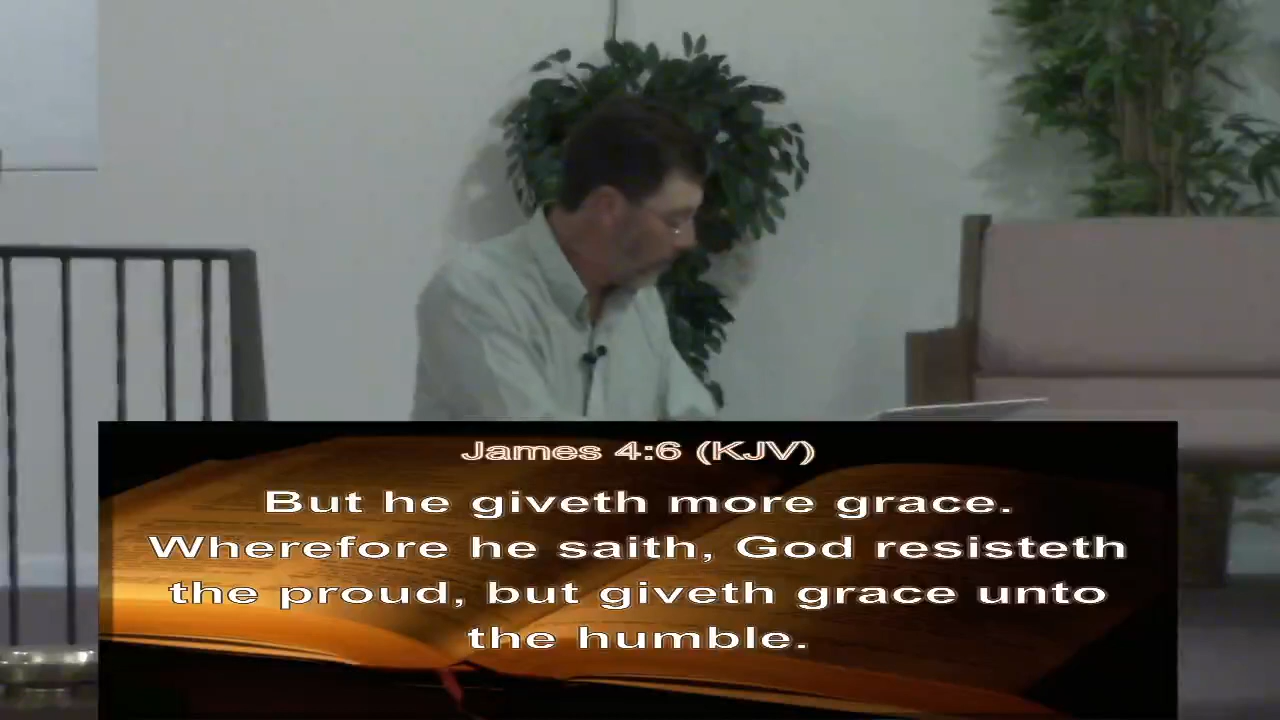 James 4:6 (KJV)
But he giveth more grace.
Wherefore he saith, God resisteth
the proud, but giveth grace unto
the humble.